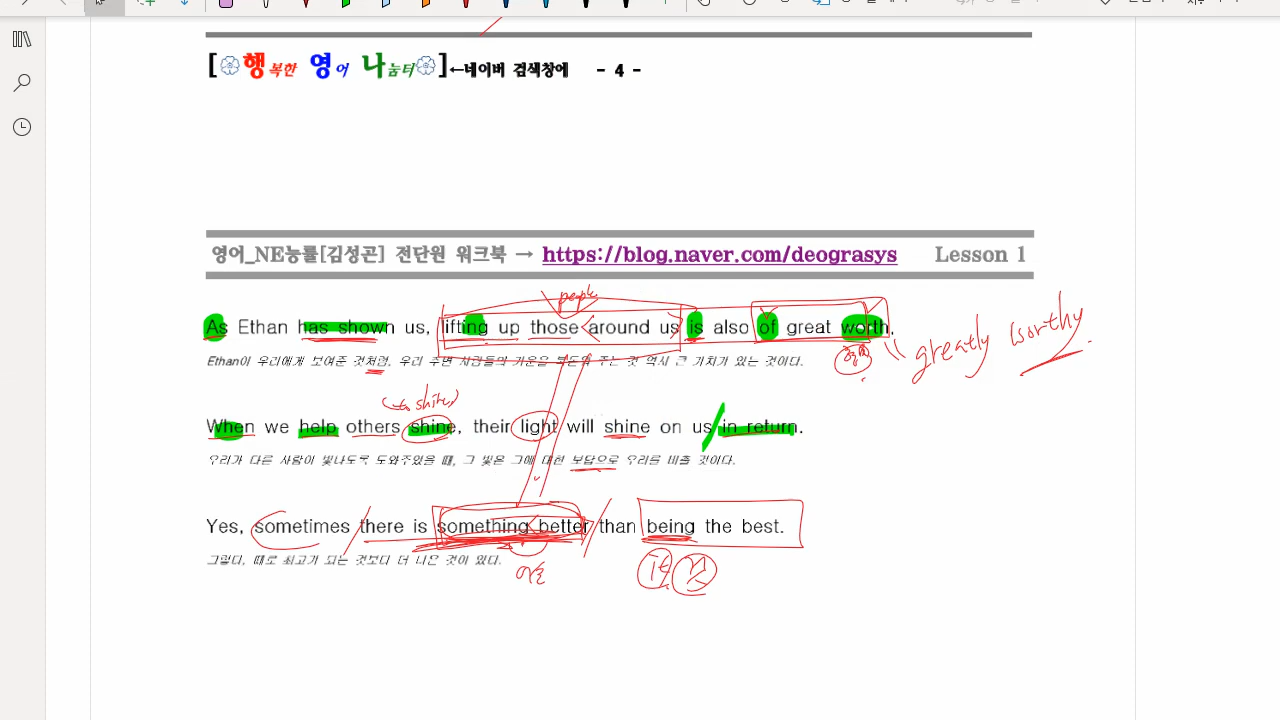 [행복한 영어 나눔터]←네이버 검색창에 - 4 -
영어_NE능률[김성곤] 전단원 워크북 → https://blog.naver.com/deograsys Lesson 1
people
As Ethan has shown us, lifting up those around us is also of great worth.
greatly worthy
Ethan이 우리에게 보여준 것처럼, 우리 주변 사람들의 기운을 북돋워 주는 것 역시 큰 가치가 있는 것이다.
(to shine)
When we help others shine, their light will shine on us in return.
우리가 다른 사람이 빛나도록 도와주었을 때, 그 빛은 그에 대한 보답으로 우리를 비출 것이다.
Yes, sometimes there is something better than being the best.
그렇다, 때로 최고가 되는 것보다 더 나은 것이 있다.